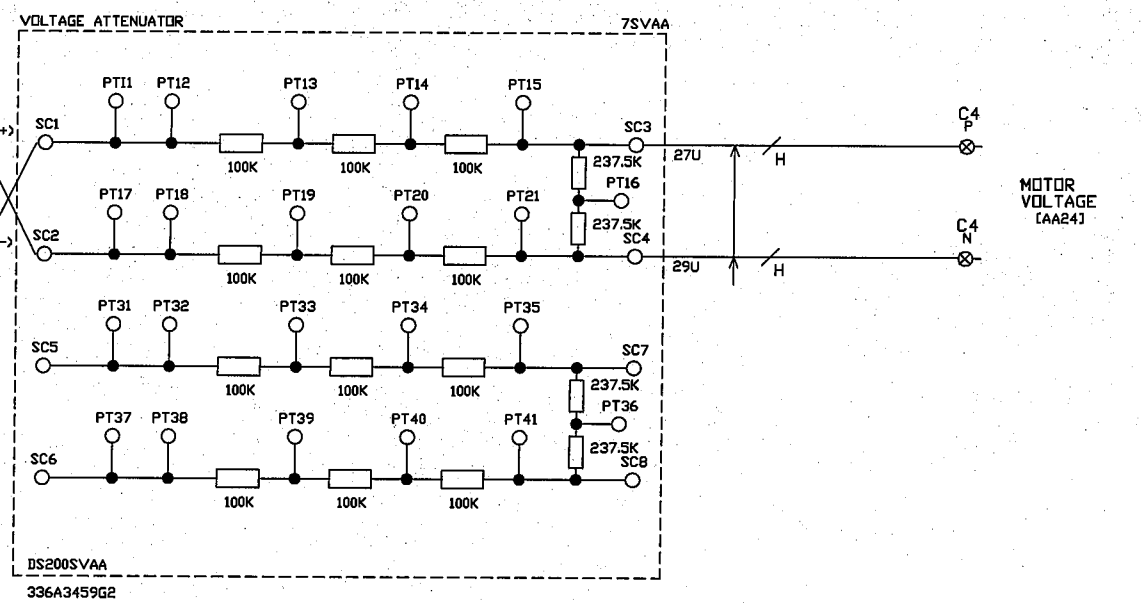 VOLTAGE ATTENUATOR 7SVAA
PTI1 PT12 PT13 PT14 PT15
+)
SC1 SC3
C4
P
100K 100K 100K
237.5K
27U
H
PT16
PT17 PT18 PT19 PT20 PT21
237.5K
MOTOR
VOLTAGE
[AA24]
-)
SC2 SC4
C4
N
100K 100K 100K
29U
H
PT31 PT32 PT33 PT34 PT35
SC5 SC7
100K 100K 100K
237.5K
PT36
PT37 PT38 PT39 PT40 PT41
237.5K
SC6 SC8
100K 100K 100K
DS200SVAA
336A3459G2